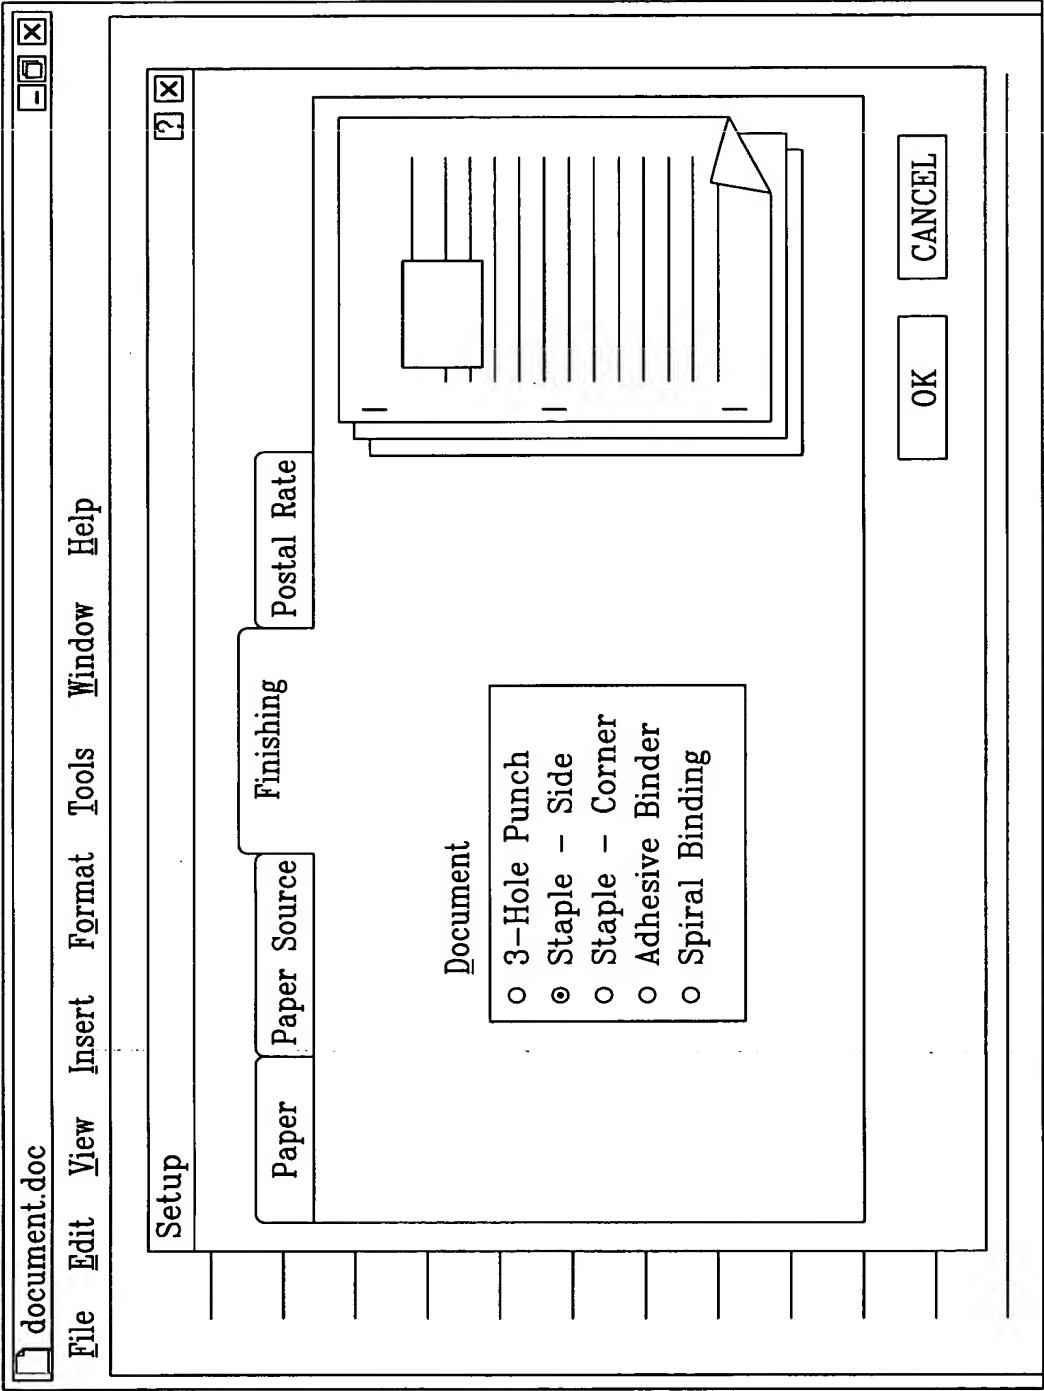 document.doc
File Edit View Insert Format Tools Window Help
Setup
Paper Paper Source Finishing Postal Rate
Document
3-Hole Punch
Staple - Side
Staple - Corner
Adhesive Binder
Spiral Binding
OK CANCEL